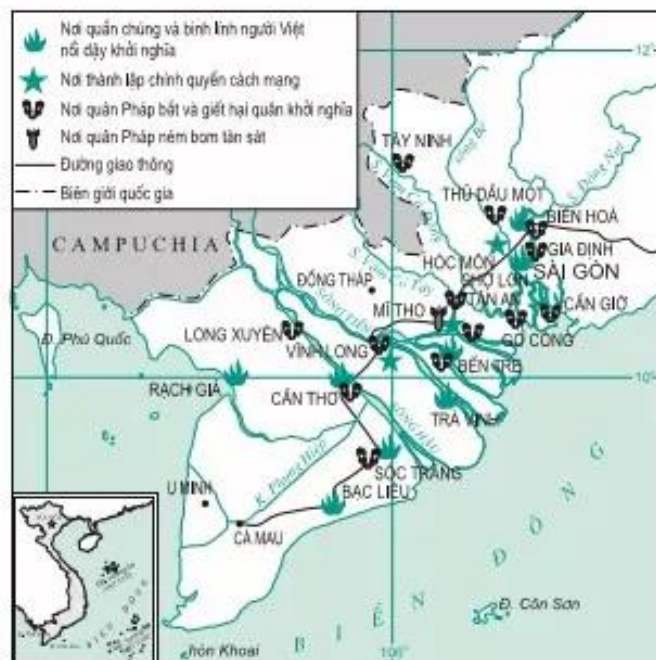 Nơi quần chúng và binh lính người Việt
nổi dậy khởi nghĩa
Nơi thành lập chính quyền cách mạng
Nơi quân Pháp bắt và giết hại quân khởi nghĩa
Nơi quân Pháp ném bom tàn sát
Đường giao thông
Biên giới quốc gia
12°
TÂY NINH
S. Đồng Nai
THỦ DẦU MỘT
BIÊN HOÀ
GIA ĐỊNH
CAMPUCHIA
HÓC MÔN
SÀI GÒN
CHỢ LỚN
ĐỒNG THÁP
TÂN AN
CẦN GIỜ
MĨ THO
GÒ CÔNG
Đ. Phú Quốc
LONG XUYÊN
VĨNH LONG
BẾN TRE
RẠCH GIÁ
10°
CẦN THƠ
TRÀ VINH
SÓC TRĂNG
K. Phụng Hiệp
U MINH
BẠC LIÊU
CÀ MAU
BIỂN ĐÔNG
Đ. Côn Sơn
hòn Khoai